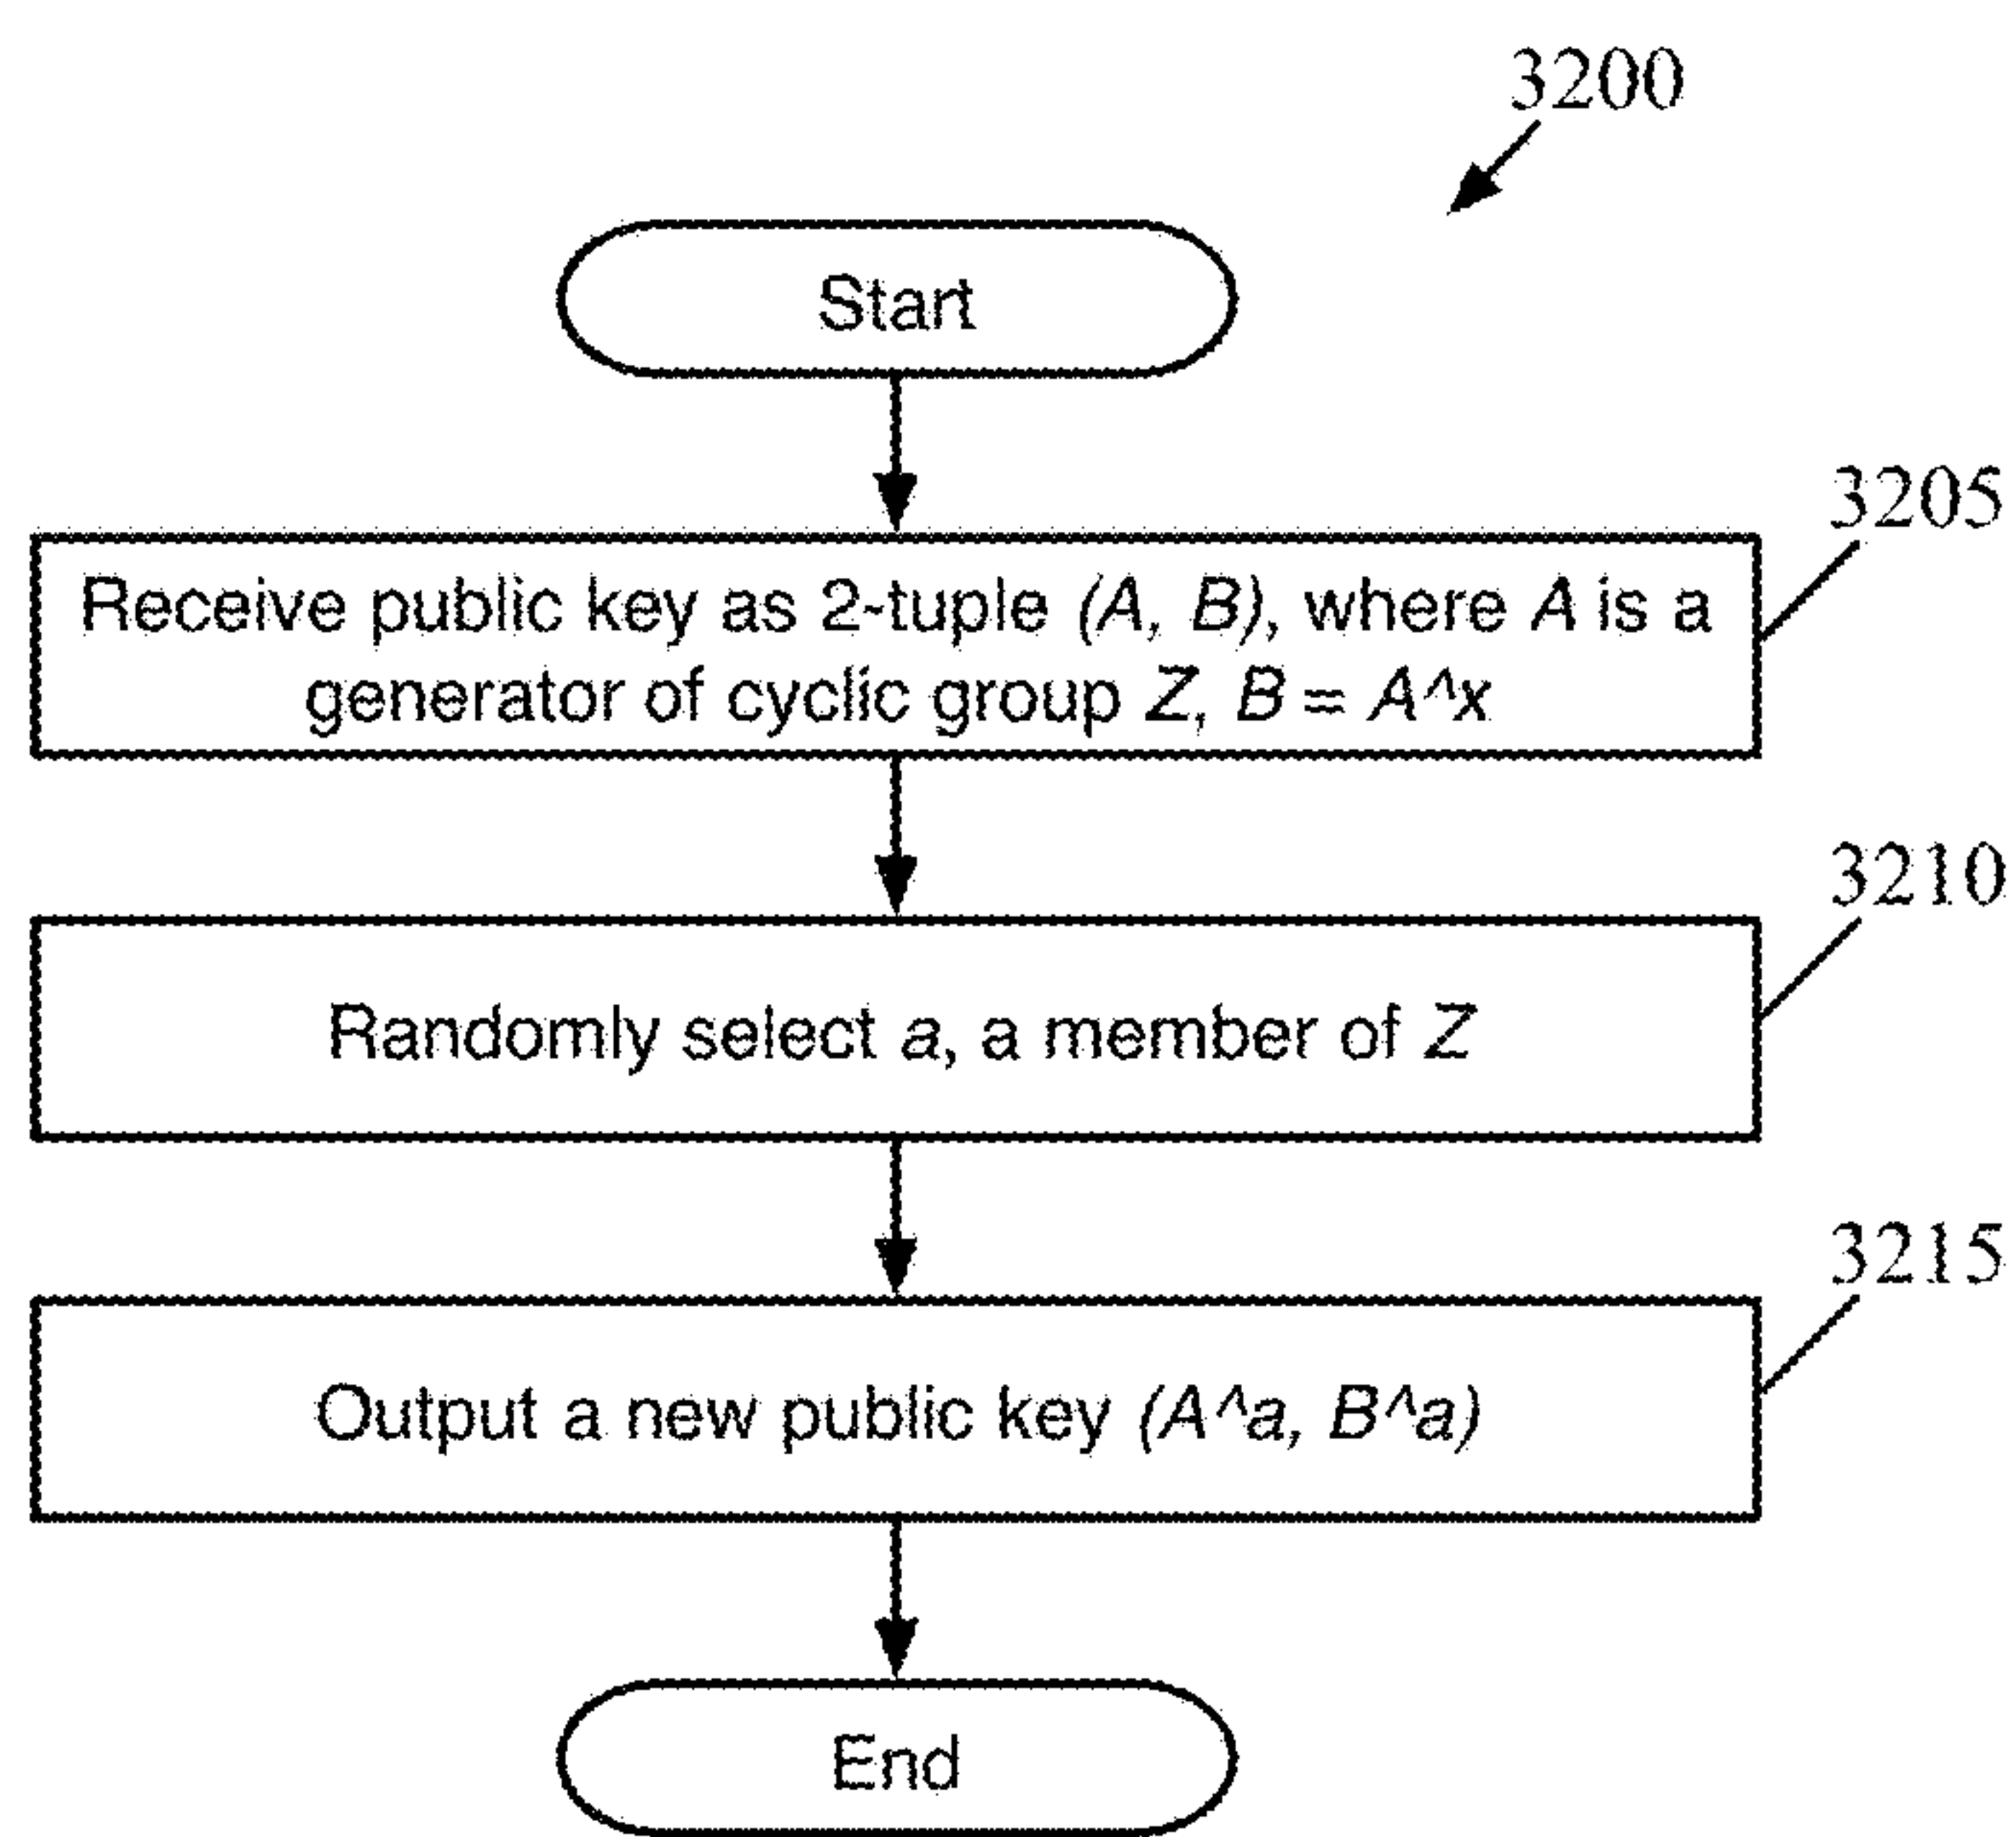 3200
Start
3205
Receive public key as 2-tuple (A, B), where A is a
generator of cyclic group Z, B = A^x
3210
Randomly select a, a member of Z
3215
Output a new public key (A^a, B^a)
End